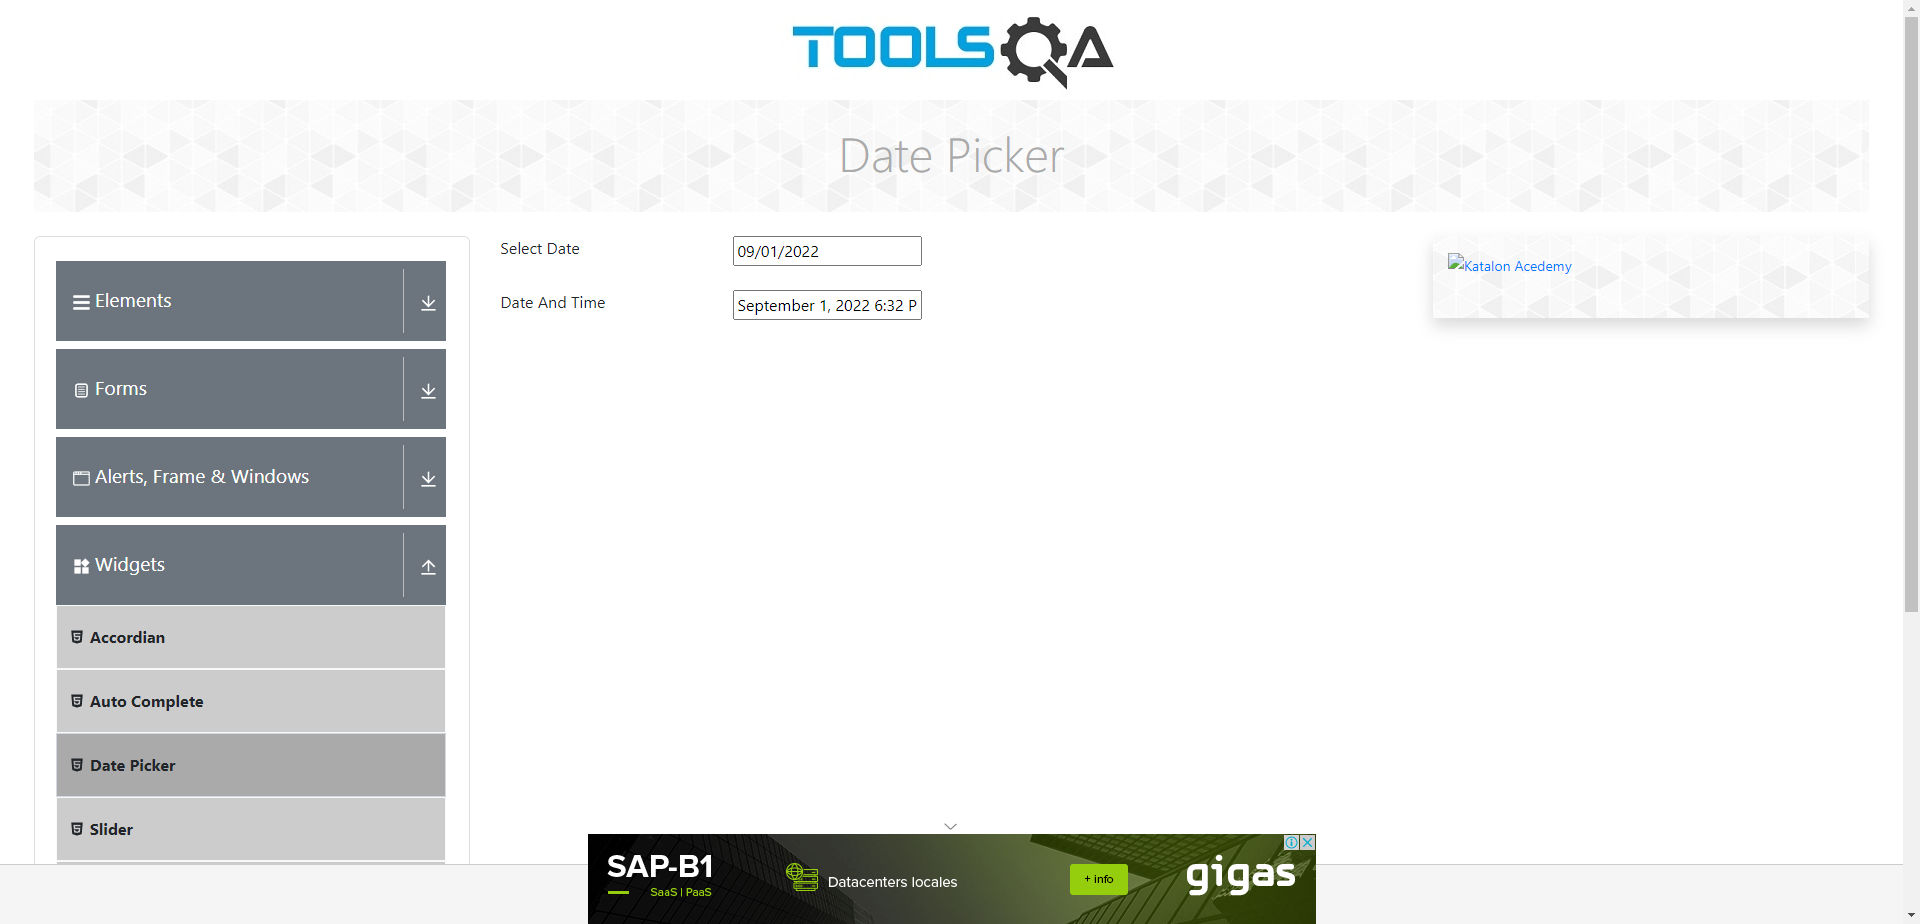 TOOLSQA
Date Picker
Select Date
09/01/2022
Katalon Acedemy
Date And Time
September 1, 2022 6:32 P
Elements
Forms
Alerts, Frame & Windows
Widgets
Accordian
Auto Complete
Date Picker
Slider
SAP-B1
SaaS | PaaS
Datacenters locales
+ info
gigas